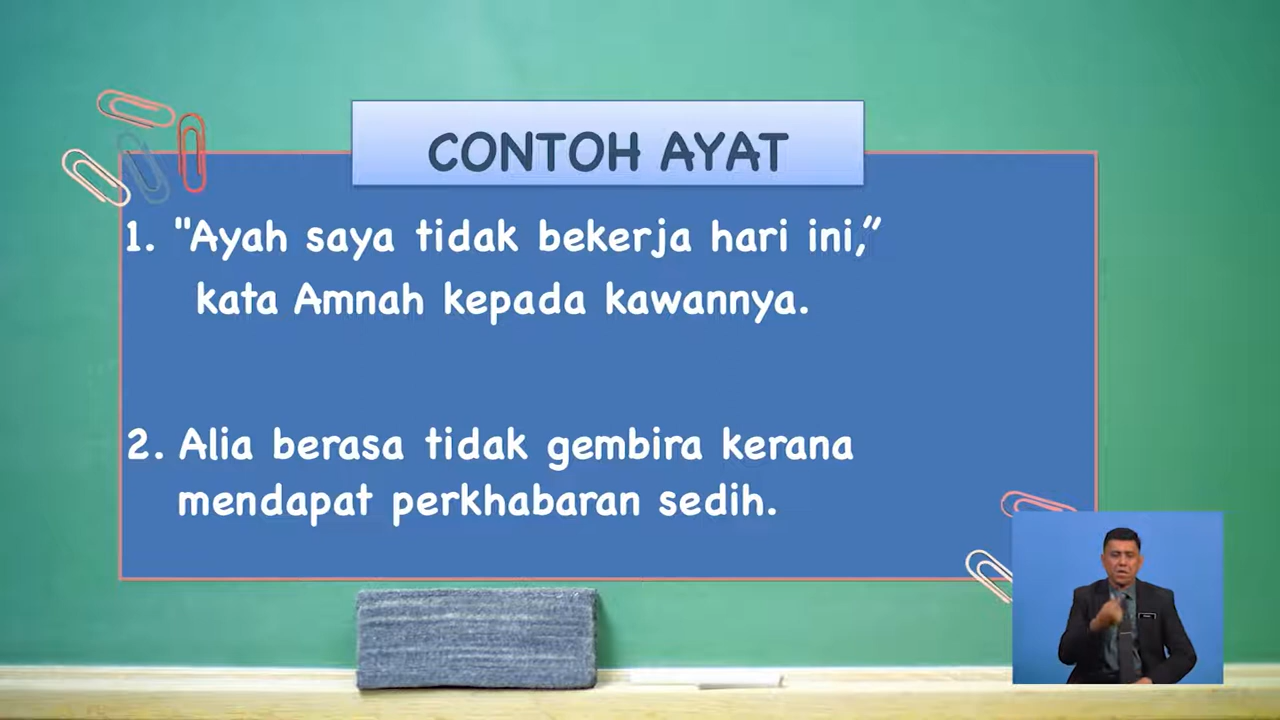 CONTOH AYAT
1. "Ayah saya tidak bekerja hari ini,”
kata Amnah kepada kawannya.
2. Alia berasa tidak gembira kerana
mendapat perkhabaran sedih.